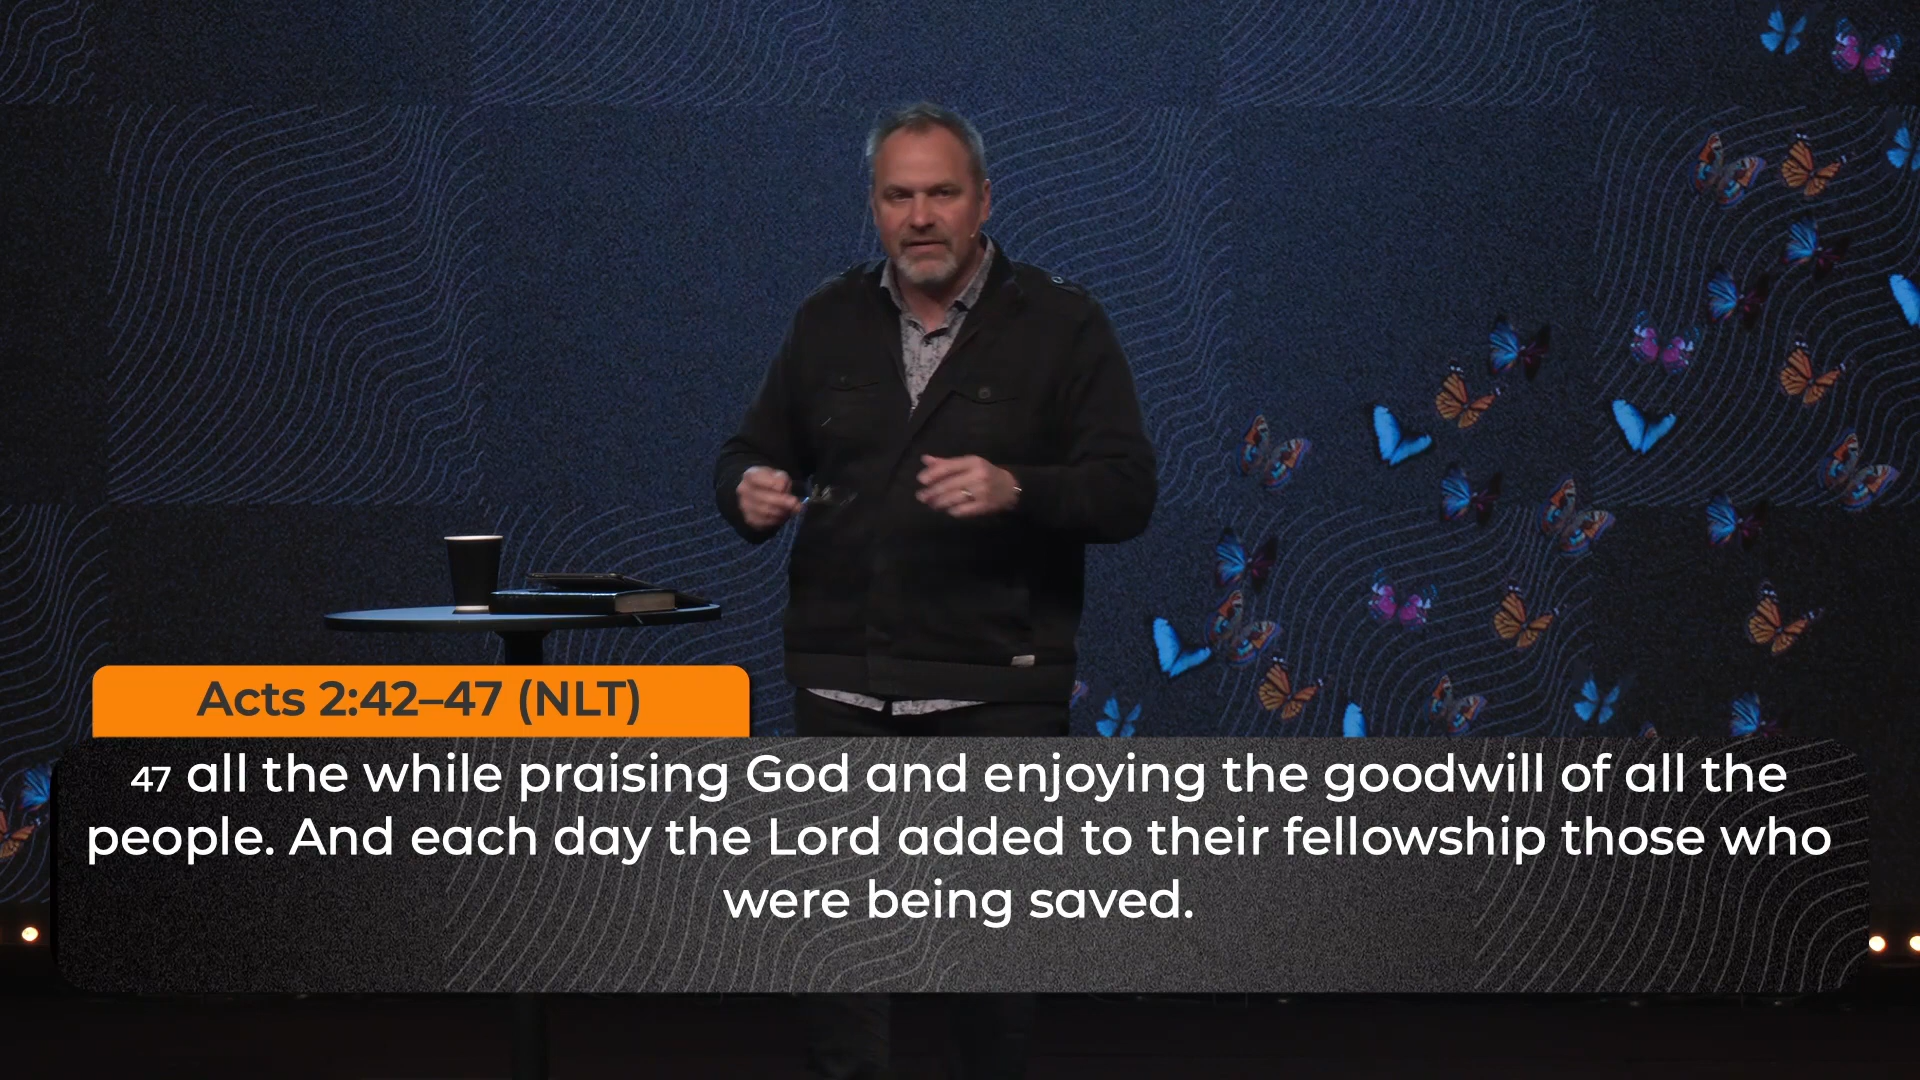 Acts 2:42–47 (NLT)
47 all the while praising God and enjoying the goodwill of all the
people. And each day the Lord added to their fellowship those who
were being saved.